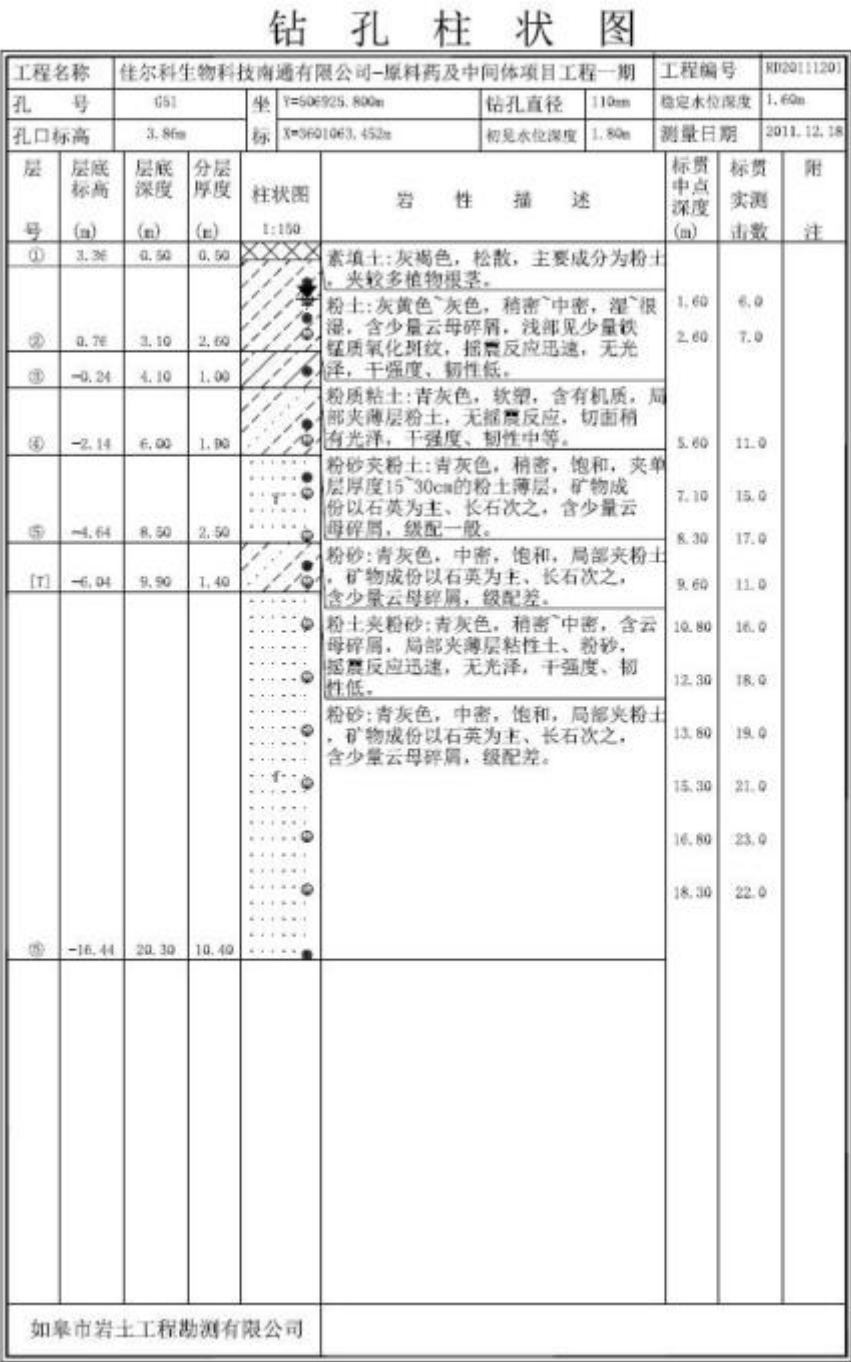 钻孔柱状图
工程名称 佳尔科生物科技南通有限公司-原料药及中间体项目工程一期 工程编号 RD20111201
孔号 G51 坐 Y=506925.800m 钻孔直径 110mm 稳定水位深度 1.60m
孔口标高 3.86m 标 X=3601063.452m 初见水位深度 1.80m 测量日期 2011.12.18
层号 层底标高(m) 层底深度(m) 分层厚度(m) 柱状图 1:150 岩性描述 标贯中点深度(m) 标贯实测击数 附注
① 3.36 0.50 0.50
素填土:灰褐色，松散，主要成分为粉土
，夹较多植物根茎。
粉土:灰黄色~灰色，稍密~中密，湿~很
湿，含少量云母碎屑，浅部见少量铁
锰质氧化斑纹，摇震反应迅速，无光
泽，干强度、韧性低。
1.60 6.0
2.60 7.0
② 0.76 3.10 2.60
③ -0.24 4.10 1.00
粉质粘土:青灰色，软塑，含有机质，局
部夹薄层粉土，无摇震反应，切面稍
有光泽，干强度、韧性中等。
④ -2.14 6.00 1.90
5.60 11.0
粉砂夹粉土:青灰色，稍密，饱和，夹单
层厚度15~30cm的粉土薄层，矿物成
份以石英为主、长石次之，含少量云
母碎屑，级配一般。
7.10 15.0
⑤ -4.64 8.50 2.50
8.30 17.0
粉砂:青灰色，中密，饱和，局部夹粉土
，矿物成份以石英为主、长石次之，
含少量云母碎屑，级配差。
[T] -6.04 9.90 1.40
9.60 11.0
粉土夹粉砂:青灰色，稍密~中密，含云
母碎屑，局部夹薄层粘性土、粉砂，
摇震反应迅速，无光泽，干强度、韧
性低。
10.80 16.0
12.30 18.0
粉砂:青灰色，中密，饱和，局部夹粉土
，矿物成份以石英为主、长石次之，
含少量云母碎屑，级配差。
13.80 19.0
15.30 21.0
16.80 23.0
18.30 22.0
⑤ -16.44 20.30 10.40
如皋市岩土工程勘测有限公司